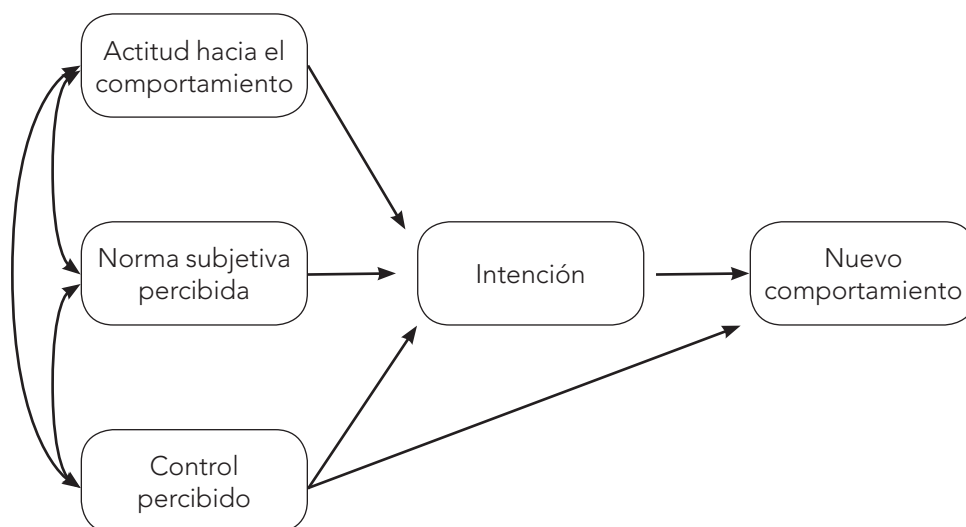 Actitud hacia el
comportamiento
Norma subjetiva
percibida
Intención
Nuevo
comportamiento
Control
percibido